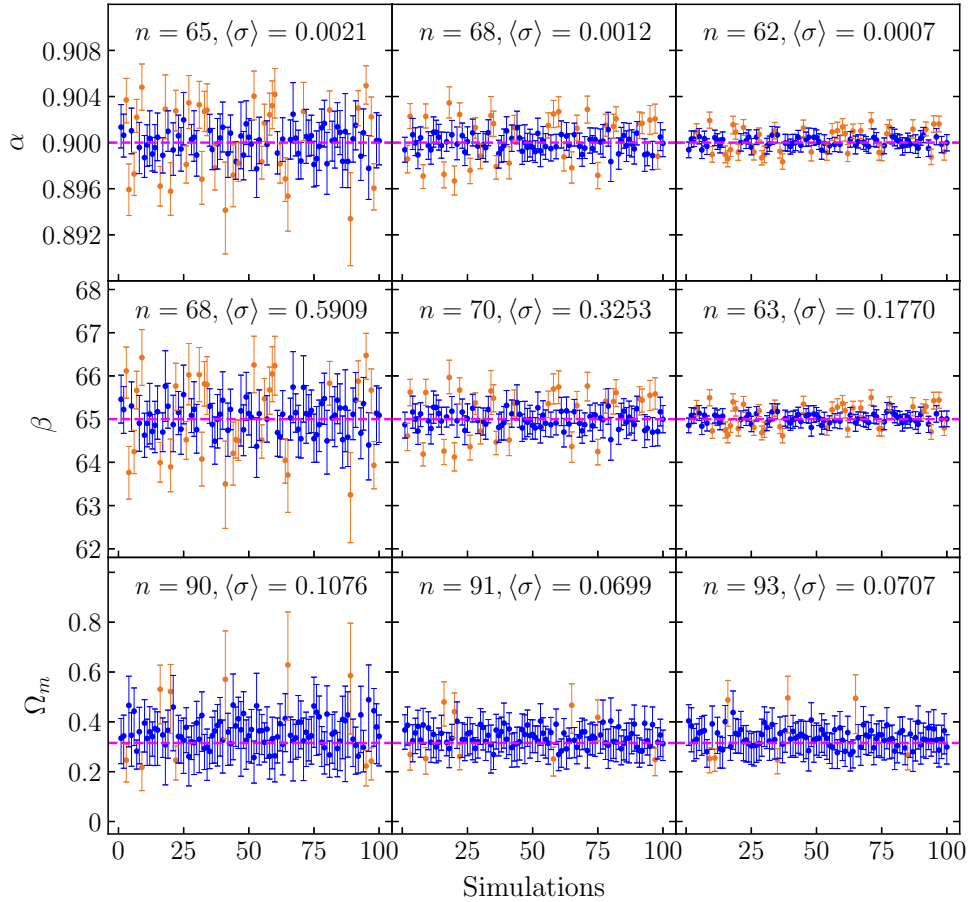 n = 65, ⟨σ⟩ = 0.0021
n = 68, ⟨σ⟩ = 0.0012
n = 62, ⟨σ⟩ = 0.0007
0.908
0.904
0.900
0.896
0.892
α
n = 68, ⟨σ⟩ = 0.5909
n = 70, ⟨σ⟩ = 0.3253
n = 63, ⟨σ⟩ = 0.1770
68
67
66
65
64
63
62
β
n = 90, ⟨σ⟩ = 0.1076
n = 91, ⟨σ⟩ = 0.0699
n = 93, ⟨σ⟩ = 0.0707
0.8
0.6
0.4
0.2
0
Ωm
0 25 50 75 100
0 25 50 75 100
0 25 50 75 100
Simulations